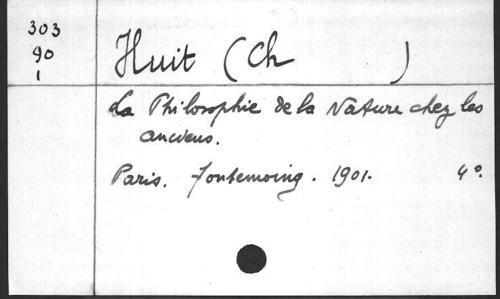 303
90
1
Huit (Ch )
La Philosophie de la Nature chez les
anciens.
Paris. Fontemoing. 1901. 4°.